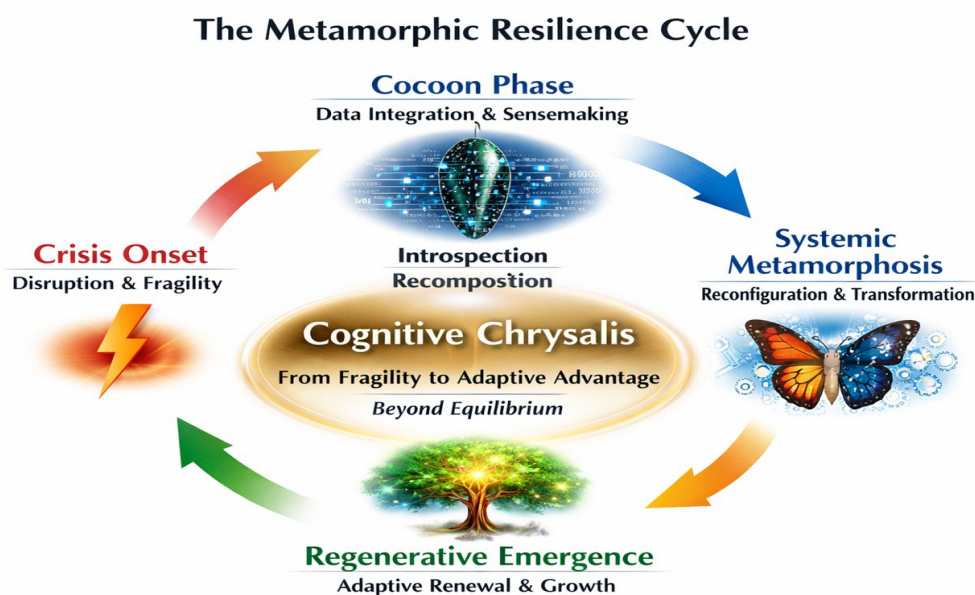 The Metamorphic Resilience Cycle
Cocoon Phase
Data Integration & Sensemaking
Crisis Onset
Disruption & Fragility
Introspection
Recompostion
Systemic
Metamorphosis
Reconfiguration & Transformation
Cognitive Chrysalis
From Fragility to Adaptive Advantage
Beyond Equilibrium
Regenerative Emergence
Adaptive Renewal & Growth